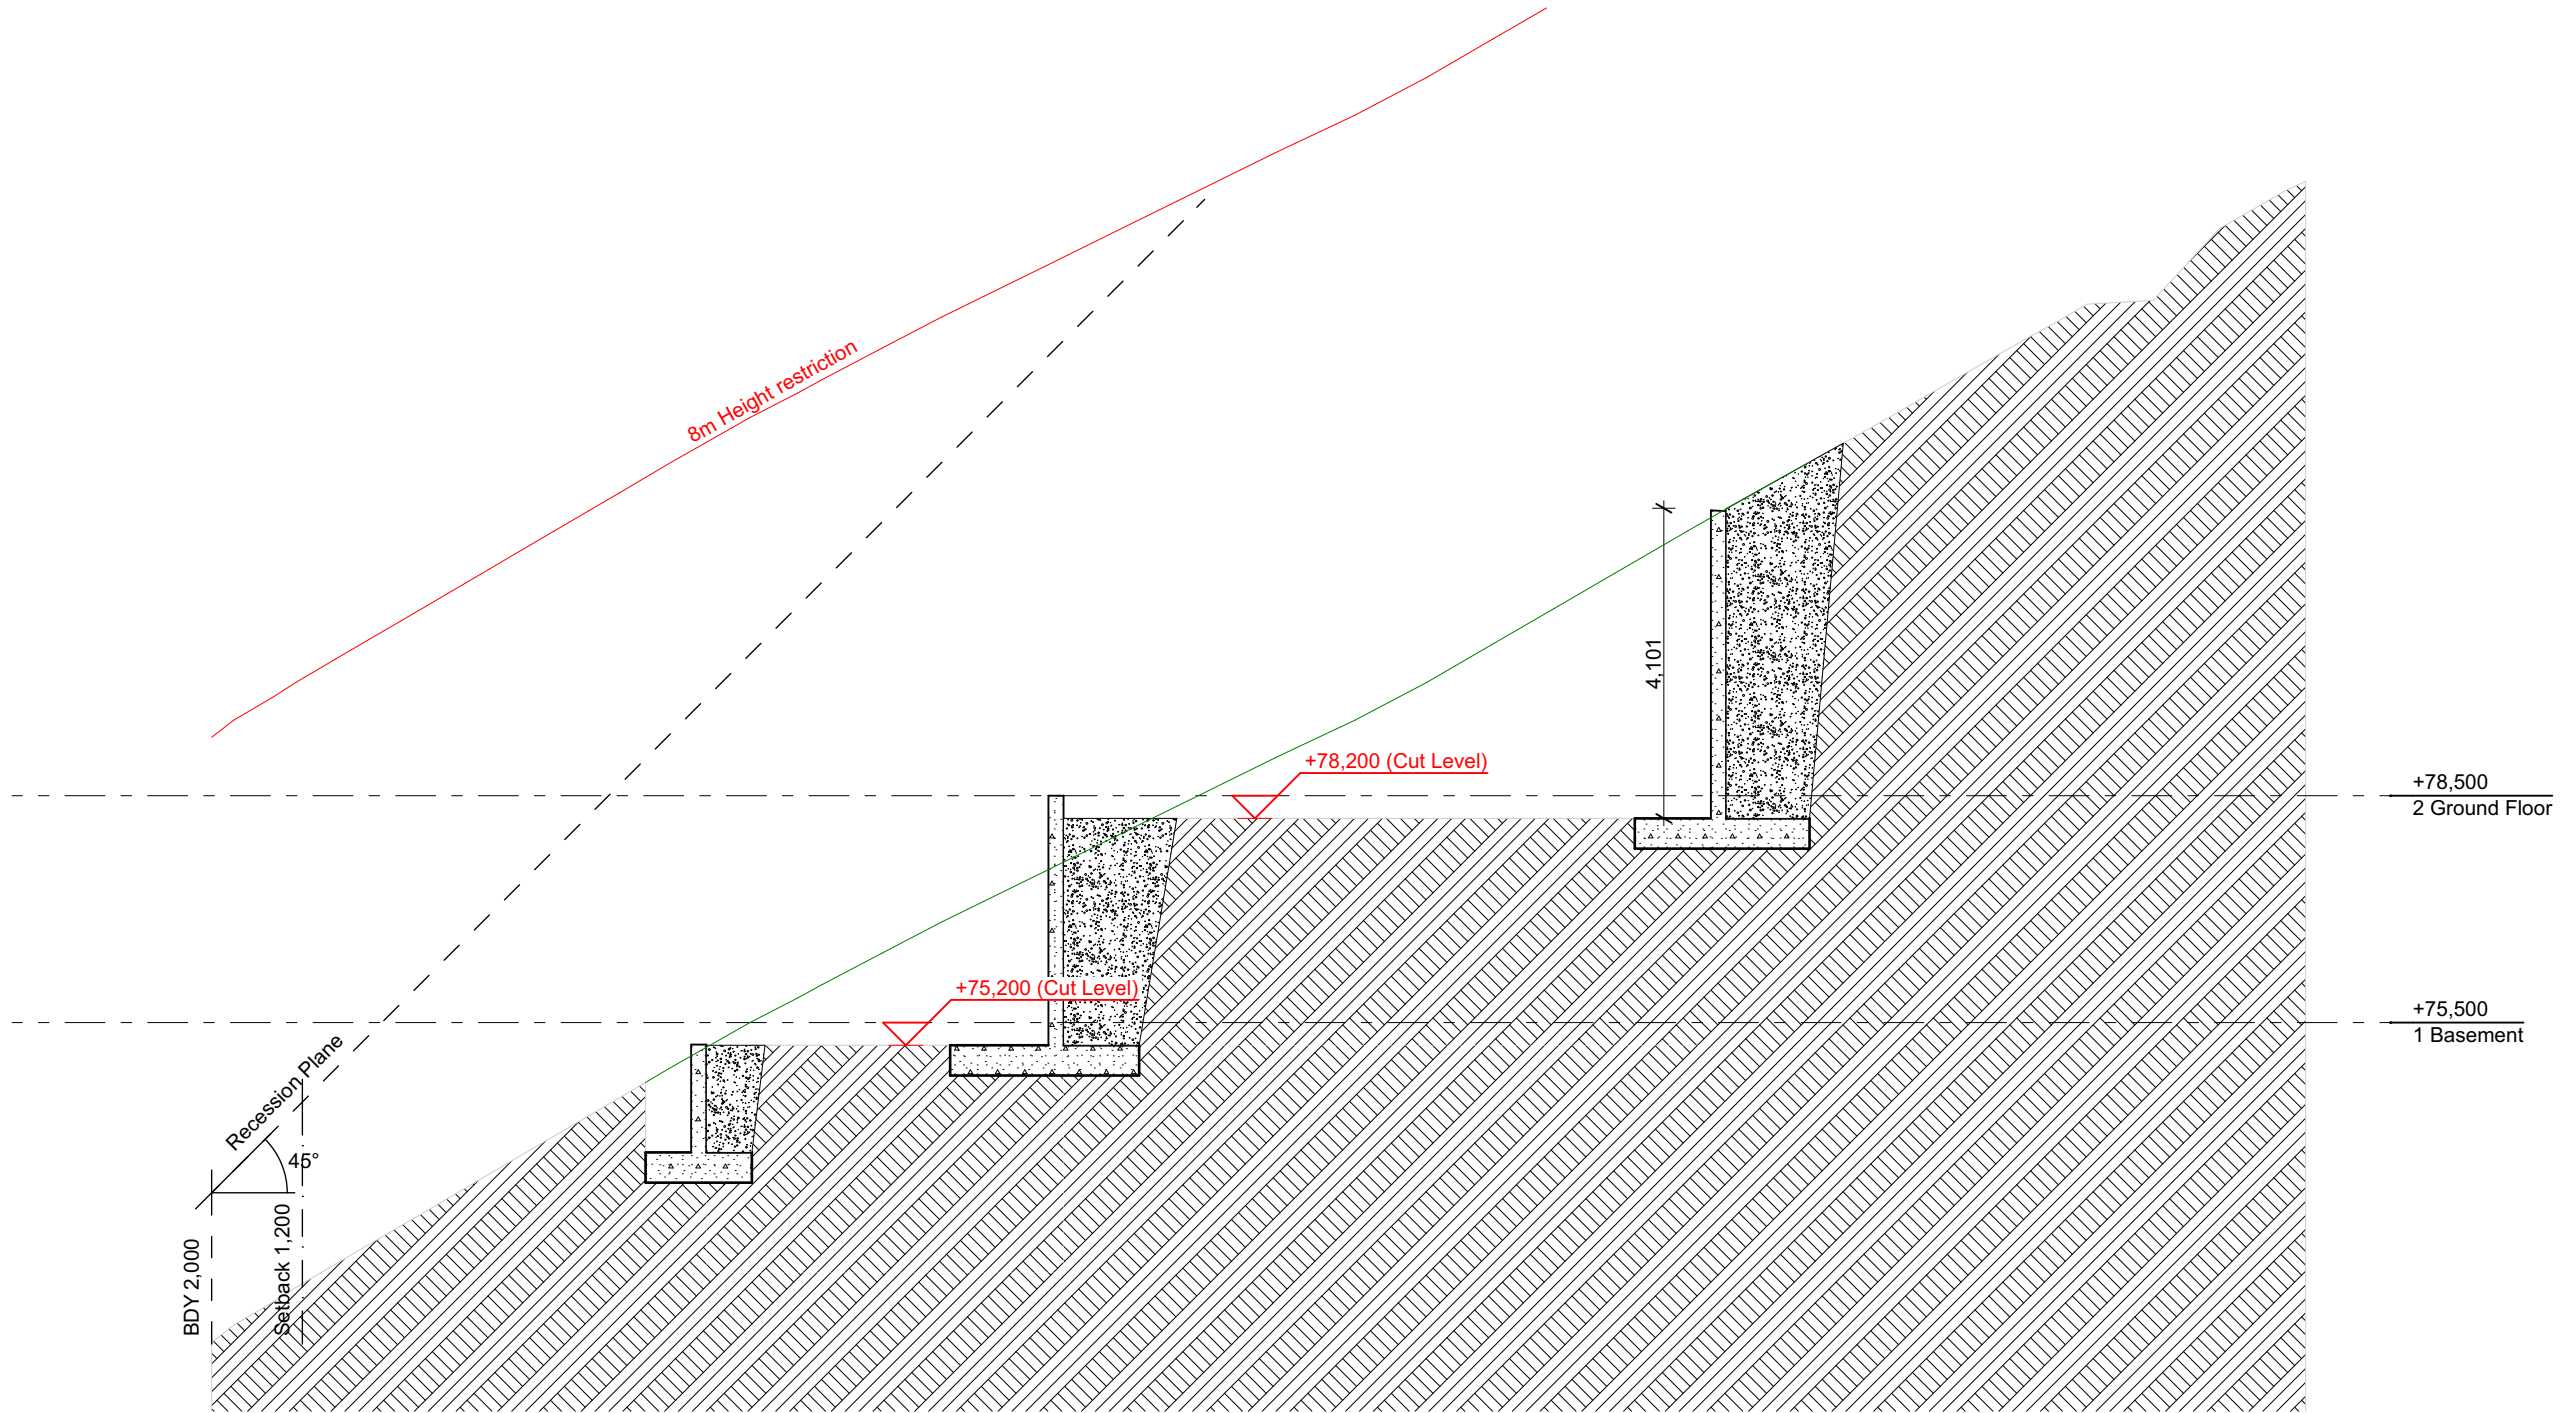 8m Height restriction
4,101
+78,200 (Cut Level)
+78,500
2 Ground Floor
+75,200 (Cut Level)
+75,500
1 Basement
Recession Plane
45°
BDY 2,000
Setback 1,200